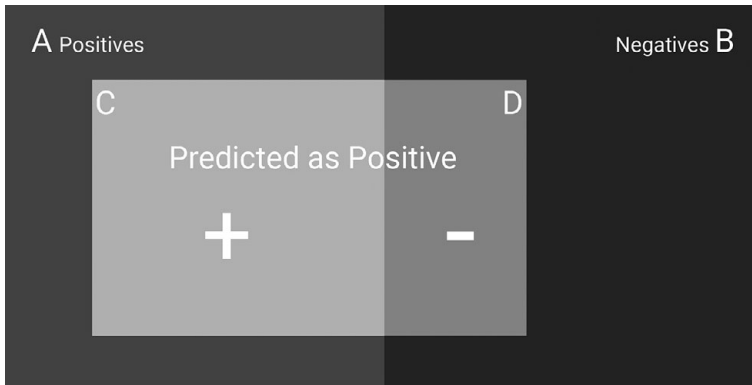 A Positives
Negatives B
C
D
Predicted as Positive
+
-